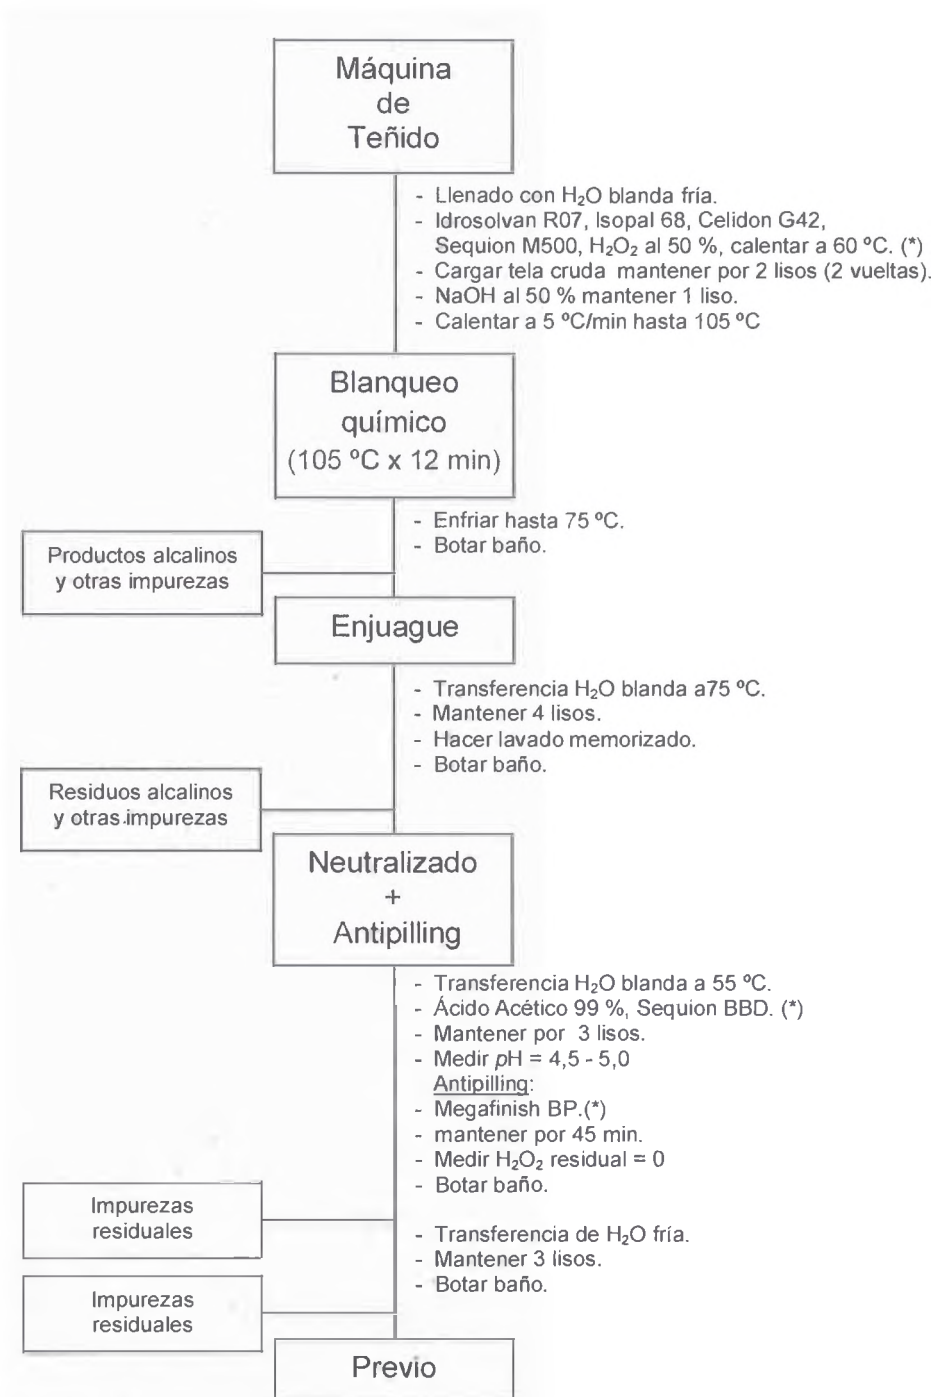 Máquina
de
Teñido
- Llenado con H₂O blanda fría.
- Idrosolvan R07, Isopal 68, Celidon G42,
Sequion M500, H₂O₂ al 50 %, calentar a 60 ºC. (*)
- Cargar tela cruda mantener por 2 lisos (2 vueltas).
- NaOH al 50 % mantener 1 liso.
- Calentar a 5 ºC/min hasta 105 ºC
Blanqueo
químico
(105 ºC x 12 min)
- Enfriar hasta 75 ºC.
- Botar baño.
Productos alcalinos
y otras impurezas
Enjuague
- Transferencia H₂O blanda a75 ºC.
- Mantener 4 lisos.
- Hacer lavado memorizado.
- Botar baño.
Residuos alcalinos
y otras impurezas
Neutralizado
+
Antipilling
- Transferencia H₂O blanda a 55 ºC.
- Ácido Acético 99 %, Sequion BBD. (*)
- Mantener por 3 lisos.
- Medir pH = 4,5 - 5,0
Antipilling:
- Megafinish BP.(*)
- mantener por 45 min.
- Medir H₂O₂ residual = 0
- Botar baño.
Impurezas
residuales
- Transferencia de H₂O fría.
- Mantener 3 lisos.
- Botar baño.
Impurezas
residuales
Previo